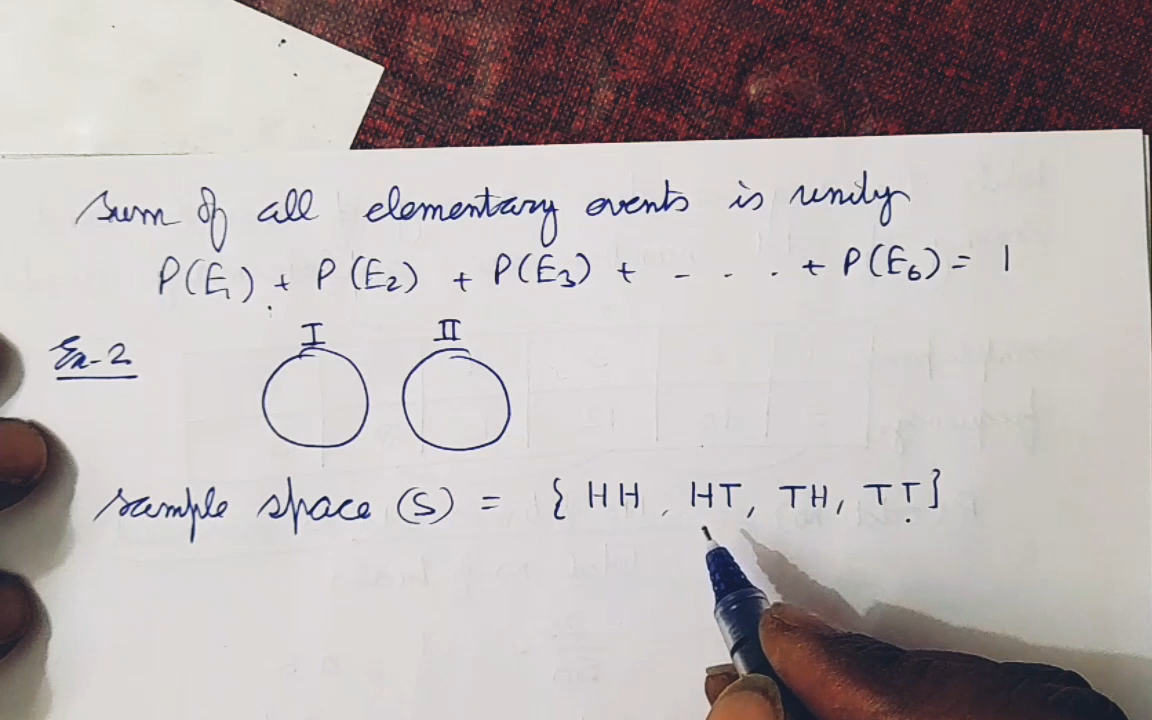 sum of all elementary events is unity
P(E₁) + P(E₂) + P(E₃) + - . . . + P(E₆) = 1
I II
Ex-2
sample space (S) = { HH, HT, TH, TT }